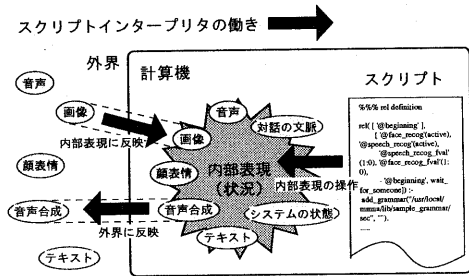 スクリプトインタープリタの働き
外界
計算機
スクリプト
音声
画像
内部表現に反映
顔表情
音声合成
外界に反映
テキスト
音声
対話の文脈
画像
顔表情
内部表現
(状況)
内部表現の操作
音声合成
システムの状態
テキスト
%%% rel definition
rel( [ '@beginning' ],
[ '@face_recog'(active),
'@speech_recog'(active),
'@speech_recog_fval'
(1:0), '@face_recog_fval'(1:
0),
- '@beginning', wait_
for_someone]) :-
add_grammar("/usr/local/
mmma/lib/sample_grammar/
sec", "").
.....